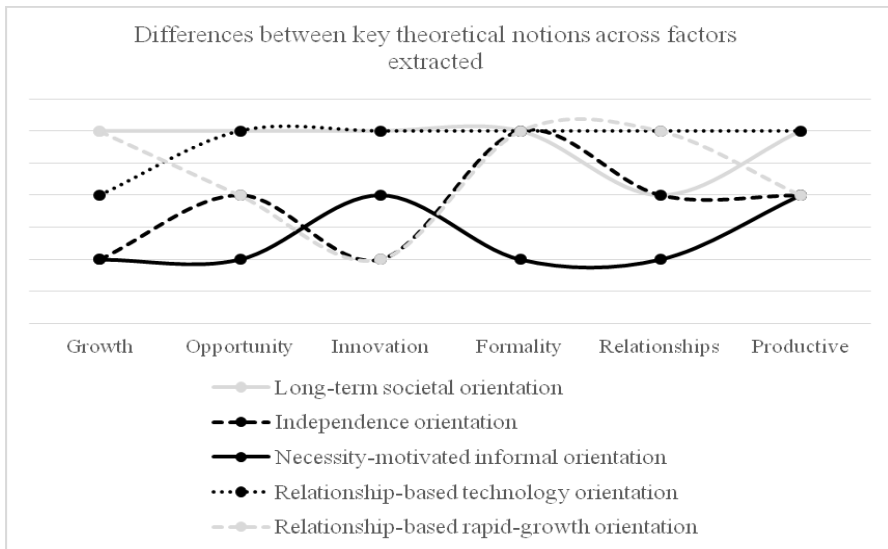 Differences between key theoretical notions across factors
extracted
Growth Opportunity Innovation Formality Relationships Productive
Long-term societal orientation
Independence orientation
Necessity-motivated informal orientation
Relationship-based technology orientation
Relationship-based rapid-growth orientation